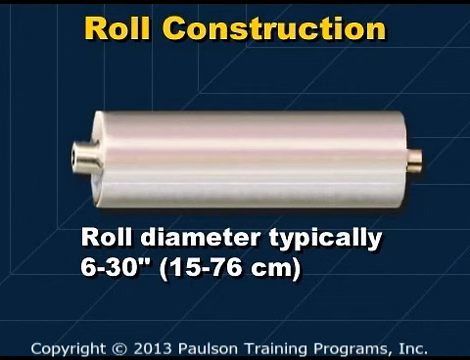 Roll Construction
Roll diameter typically
6-30" (15-76 cm)
Copyright © 2013 Paulson Training Programs, Inc.